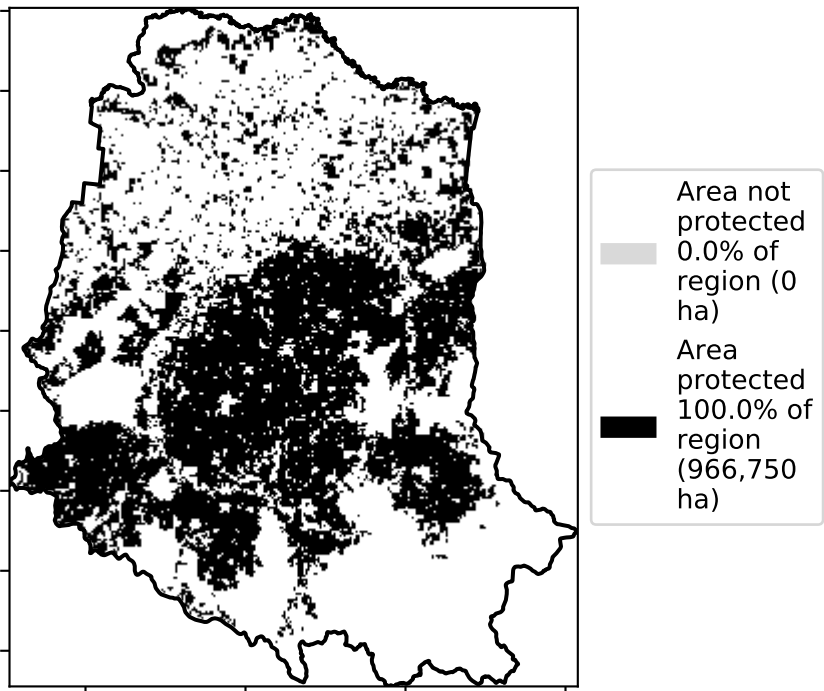 Area not
protected
0.0% of
region (0
ha)
Area
protected
100.0% of
region
(966,750
ha)